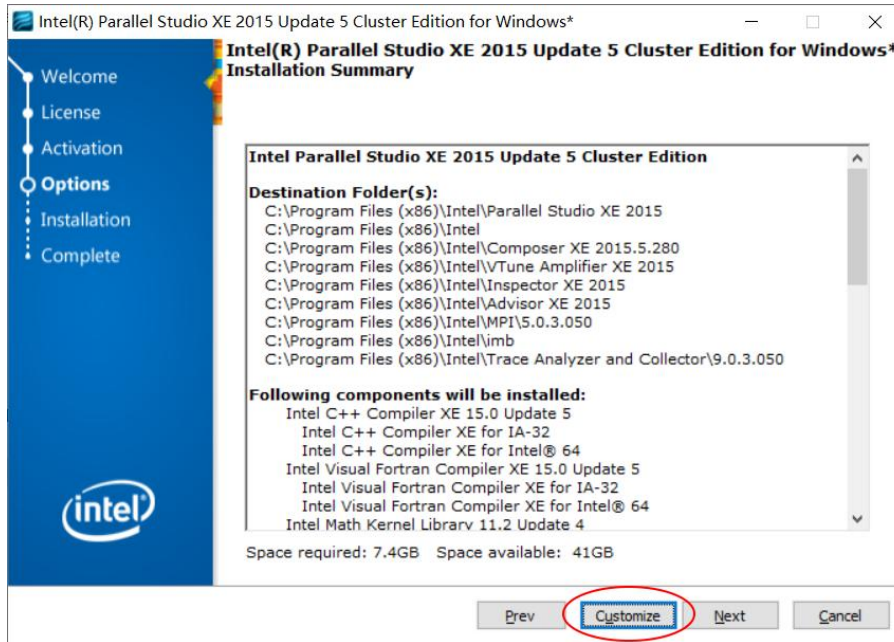 Intel(R) Parallel Studio XE 2015 Update 5 Cluster Edition for Windows*
Welcome
License
Activation
Options
Installation
Complete
intel
Intel(R) Parallel Studio XE 2015 Update 5 Cluster Edition for Windows*
Installation Summary
Intel Parallel Studio XE 2015 Update 5 Cluster Edition
Destination Folder(s):
C:\Program Files (x86)\Intel\Parallel Studio XE 2015
C:\Program Files (x86)\Intel
C:\Program Files (x86)\Intel\Composer XE 2015.5.280
C:\Program Files (x86)\Intel\VTune Amplifier XE 2015
C:\Program Files (x86)\Intel\Inspector XE 2015
C:\Program Files (x86)\Intel\Advisor XE 2015
C:\Program Files (x86)\Intel\MPI\5.0.3.050
C:\Program Files (x86)\Intel\imb
C:\Program Files (x86)\Intel\Trace Analyzer and Collector\9.0.3.050
Following components will be installed:
Intel C++ Compiler XE 15.0 Update 5
Intel C++ Compiler XE for IA-32
Intel C++ Compiler XE for Intel® 64
Intel Visual Fortran Compiler XE 15.0 Update 5
Intel Visual Fortran Compiler XE for IA-32
Intel Visual Fortran Compiler XE for Intel® 64
Intel Math Kernel Library 11.2 Update 4
Space required: 7.4GB Space available: 41GB
Prev Customize Next Cancel